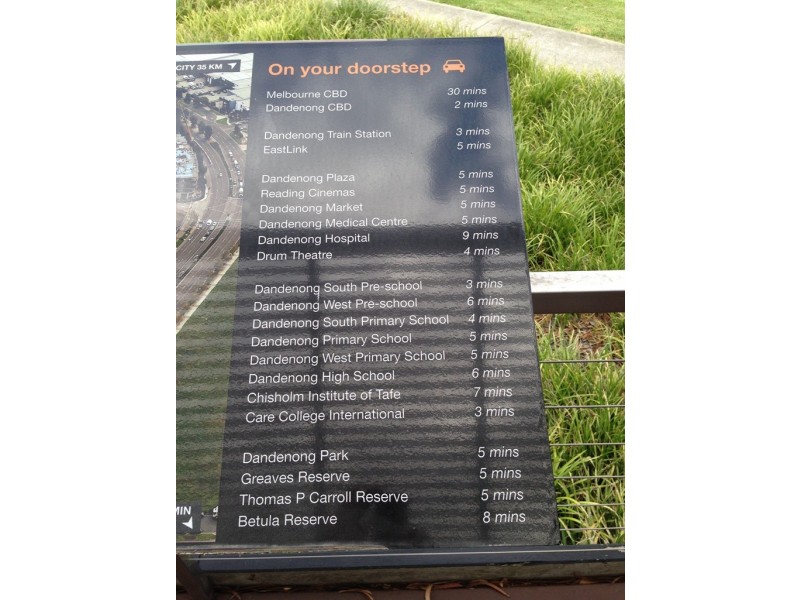 CITY 35 KM
On your doorstep
Melbourne CBD 30 mins
Dandenong CBD 2 mins
Dandenong Train Station 3 mins
EastLink 5 mins
Dandenong Plaza 5 mins
Reading Cinemas 5 mins
Dandenong Market 5 mins
Dandenong Medical Centre 5 mins
Dandenong Hospital 9 mins
Drum Theatre 4 mins
Dandenong South Pre-school 3 mins
Dandenong West Pre-school 6 mins
Dandenong South Primary School 4 mins
Dandenong Primary School 5 mins
Dandenong West Primary School 5 mins
Dandenong High School 6 mins
Chisholm Institute of Tafe 7 mins
Care College International 3 mins
Dandenong Park 5 mins
Greaves Reserve 5 mins
Thomas P Carroll Reserve 5 mins
Betula Reserve 8 mins
MIN